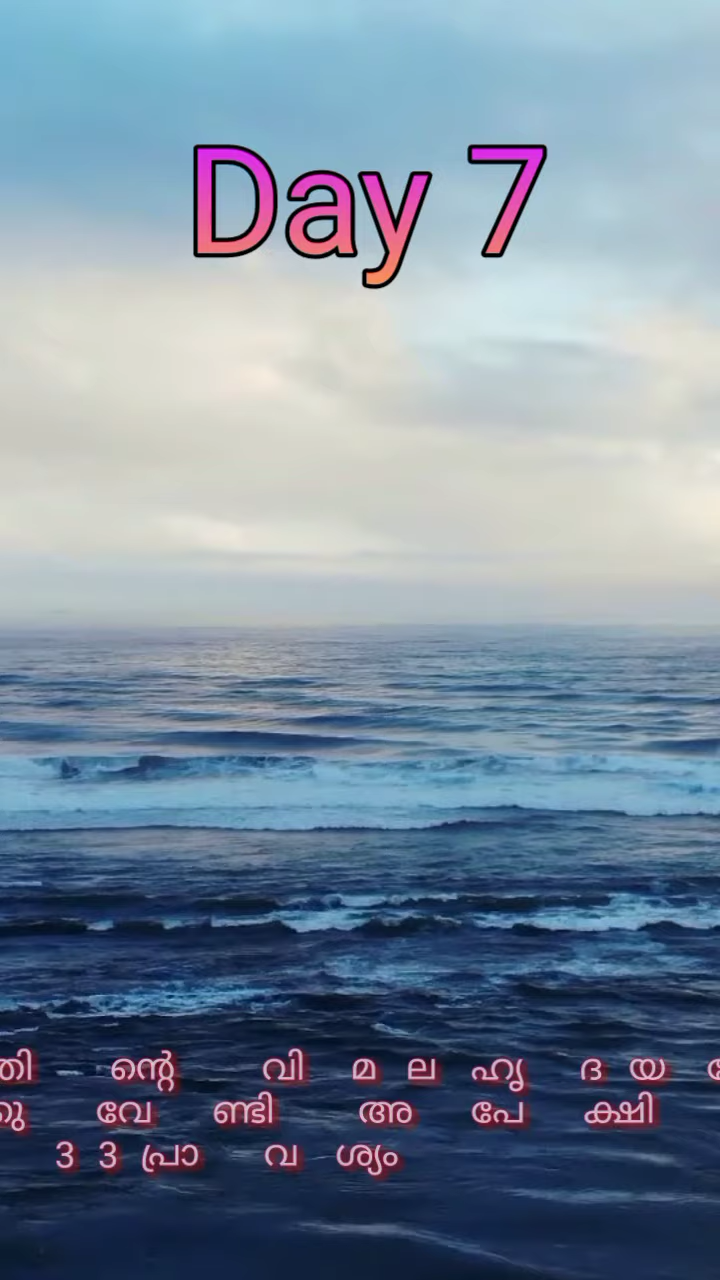 Day 7
ന്റെ വി മ ല ഹൃ ദ യ
വേ ണ്ടി അ പേ ക്ഷി
3 3 പ്രാ വ ശ്യം